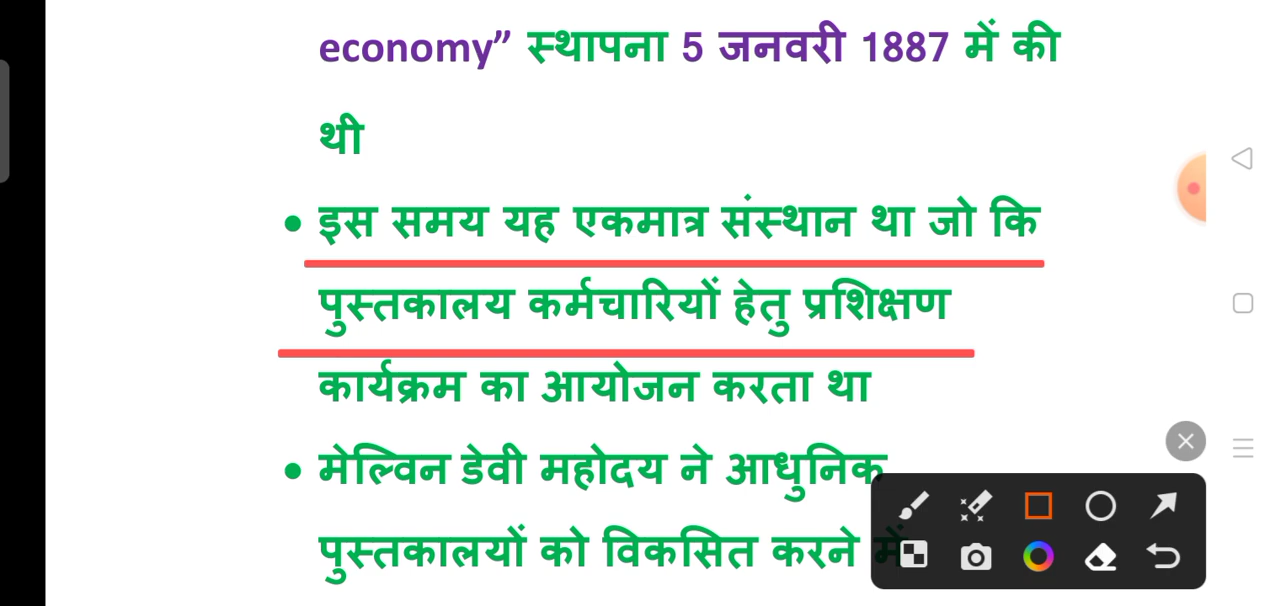 economy” स्थापना 5 जनवरी 1887 में की
थी
• इस समय यह एकमात्र संस्थान था जो कि
पुस्तकालय कर्मचारियों हेतु प्रशिक्षण
कार्यक्रम का आयोजन करता था
• मेल्विन डेवी महोदय ने आधुनिक
पुस्तकालयों को विकसित करने में